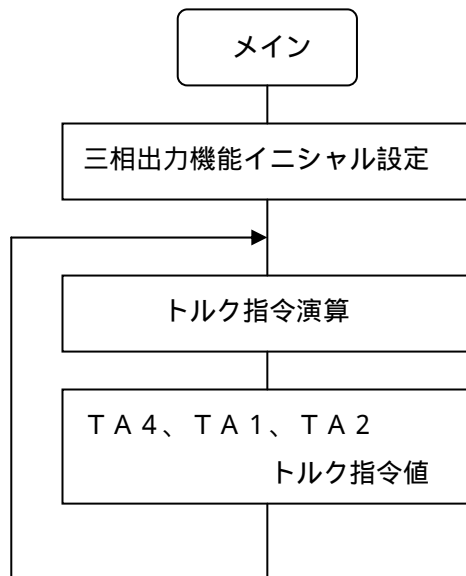 メイン
三相出力機能イニシャル設定
トルク指令演算
ＴＡ４、ＴＡ１、ＴＡ２
トルク指令値